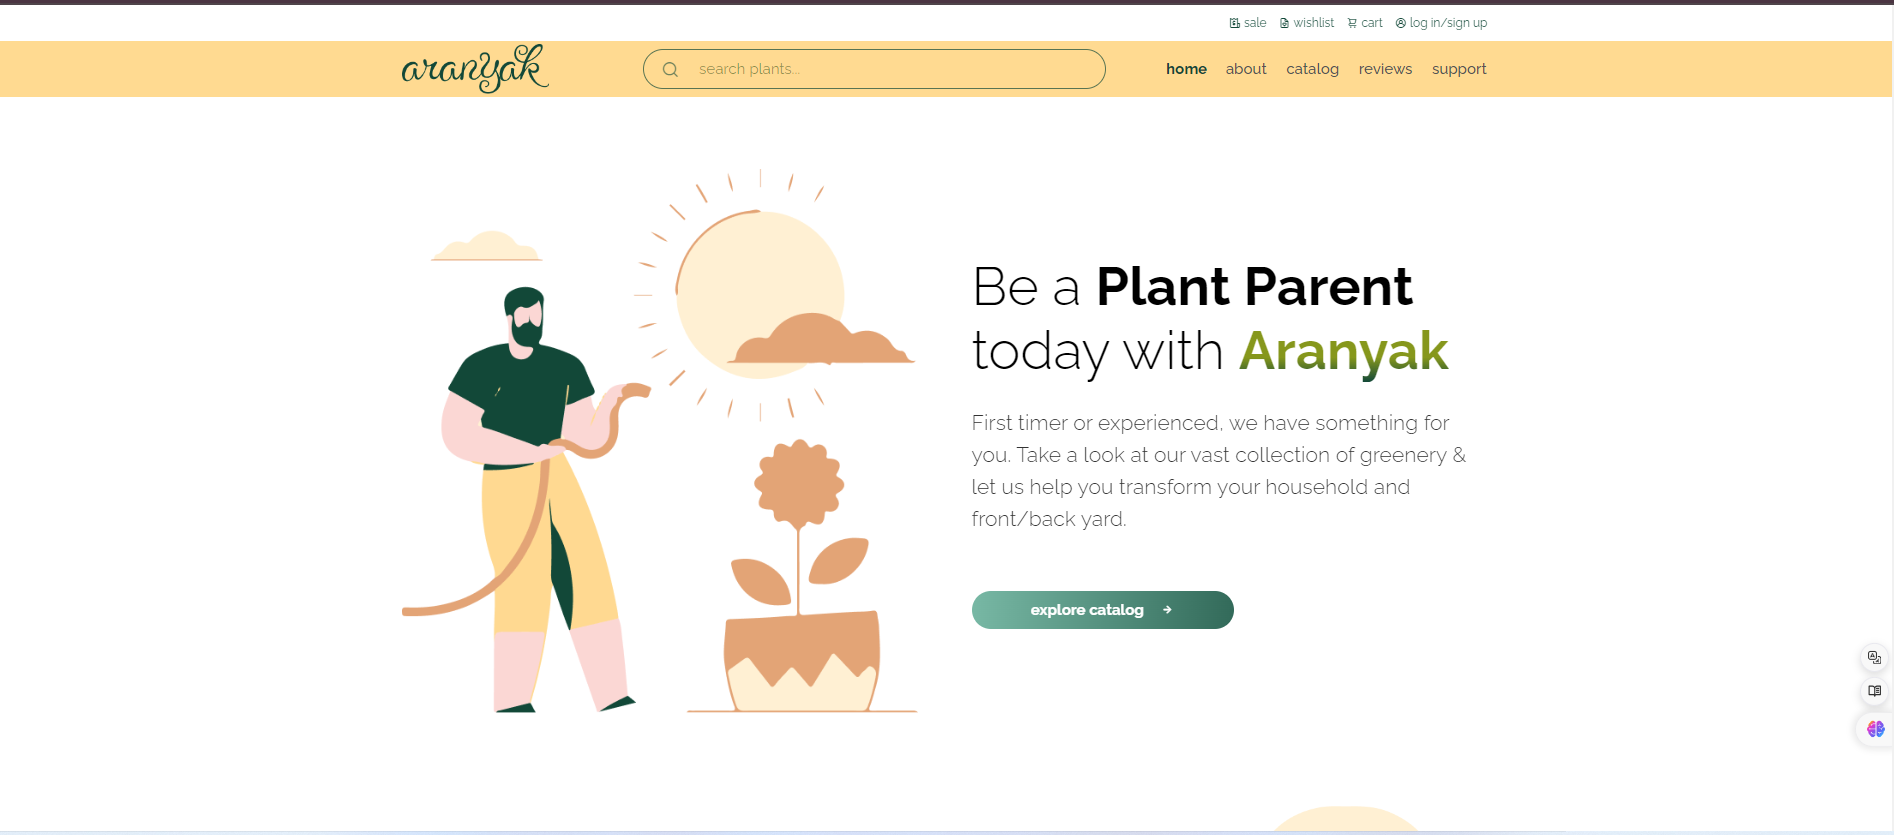 sale wishlist cart log in/sign up
aranyak search plants... home about catalog reviews support
Be a Plant Parent
today with Aranyak
First timer or experienced, we have something for
you. Take a look at our vast collection of greenery &
let us help you transform your household and
front/back yard.
explore catalog